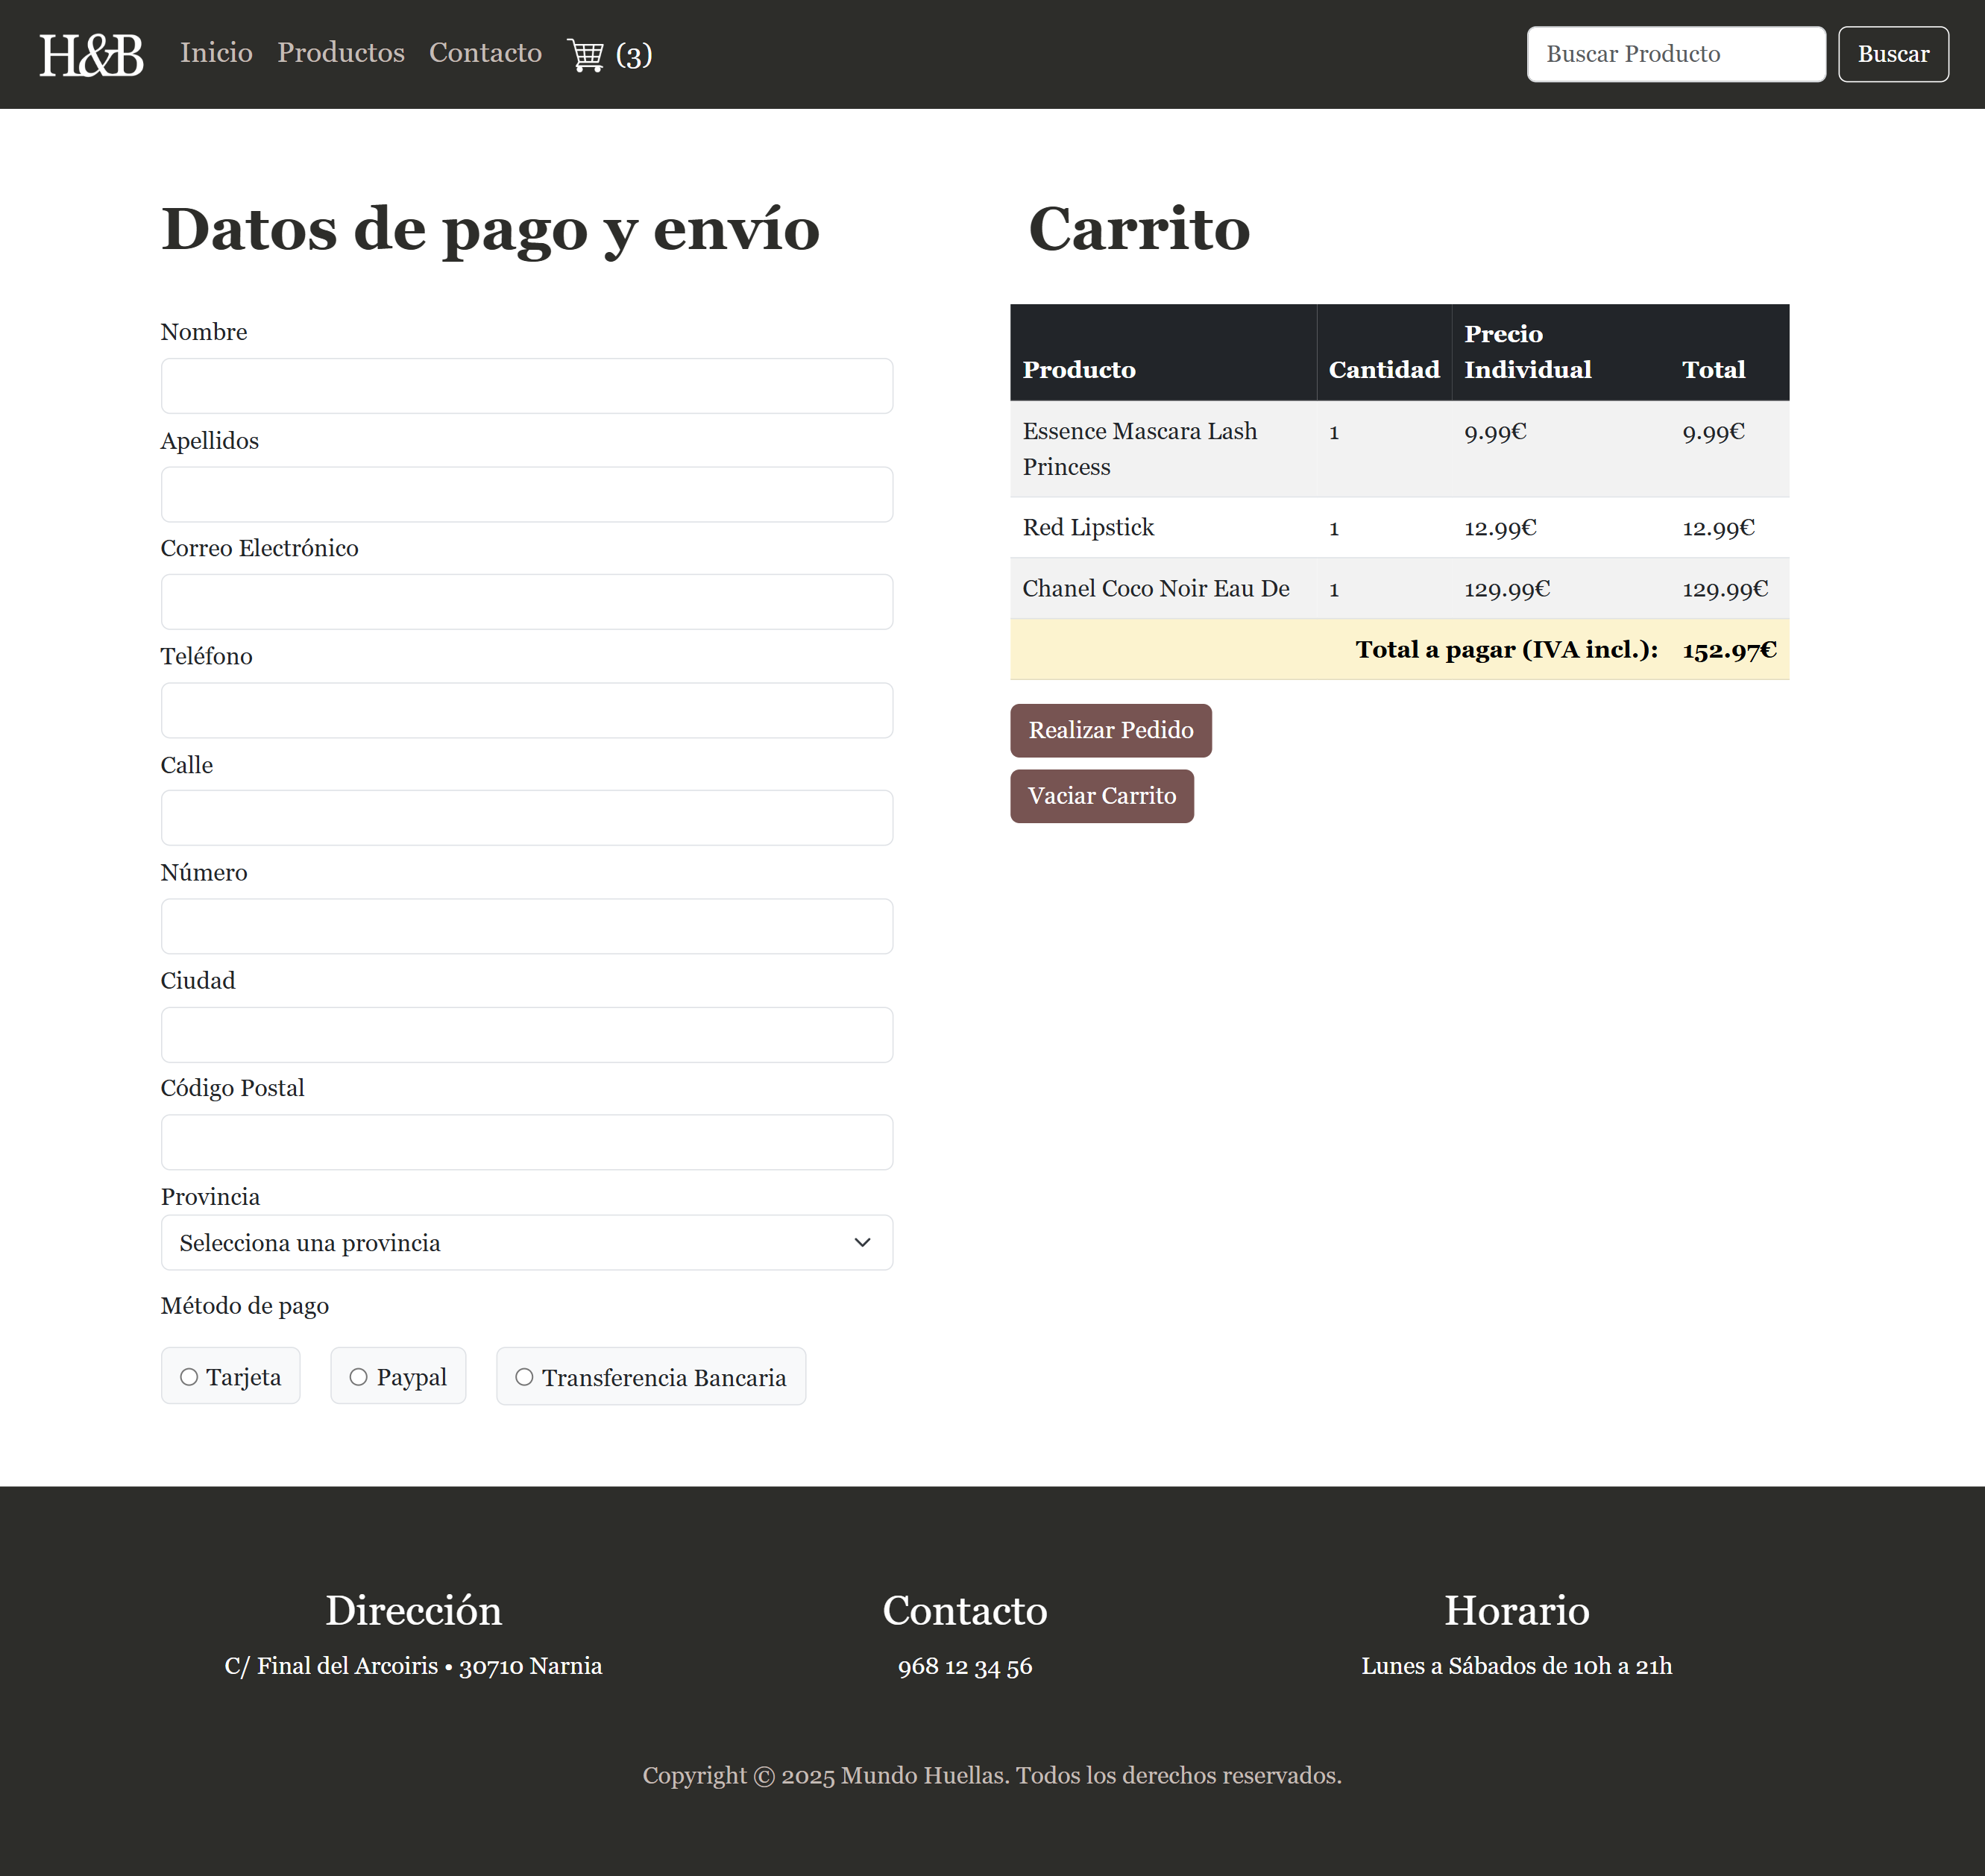 H&B Inicio Productos Contacto (3) Buscar Producto Buscar
Datos de pago y envío
Nombre
Apellidos
Correo Electrónico
Teléfono
Calle
Número
Ciudad
Código Postal
Provincia
Selecciona una provincia
Método de pago
Tarjeta Paypal Transferencia Bancaria
Carrito
Producto Cantidad Precio Individual Total
Essence Mascara Lash Princess 1 9.99€ 9.99€
Red Lipstick 1 12.99€ 12.99€
Chanel Coco Noir Eau De 1 129.99€ 129.99€
Total a pagar (IVA incl.): 152.97€
Realizar Pedido
Vaciar Carrito
Dirección
C/ Final del Arcoiris • 30710 Narnia
Contacto
968 12 34 56
Horario
Lunes a Sábados de 10h a 21h
Copyright © 2025 Mundo Huellas. Todos los derechos reservados.